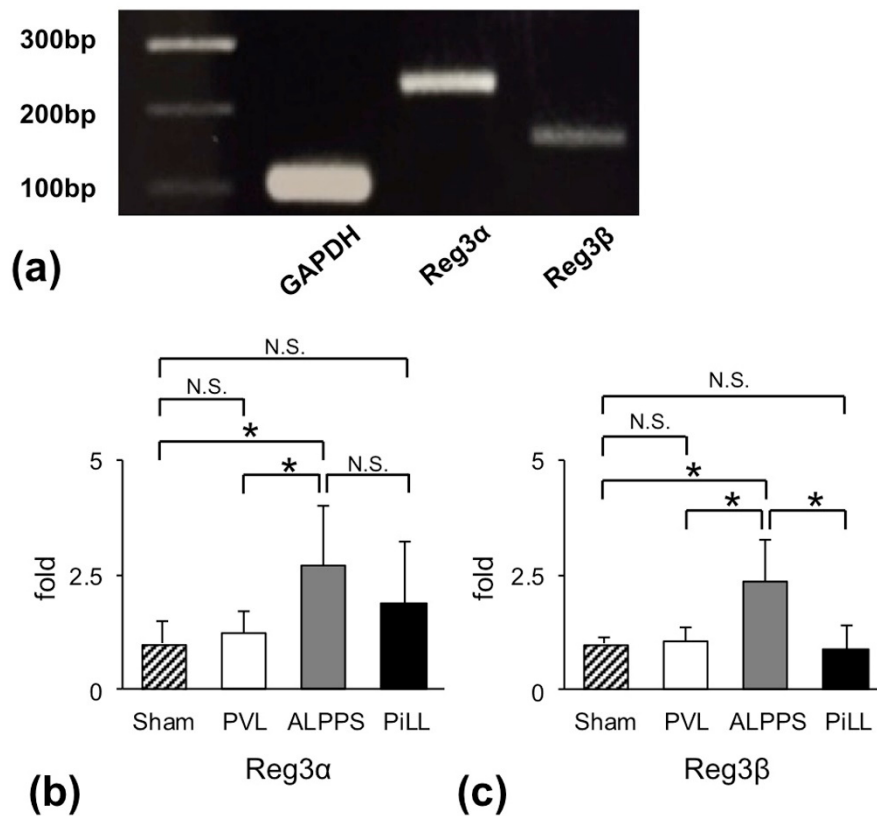 300bp
200bp
100bp
GAPDH
Reg3α
Reg3β
(a)
N.S.
N.S.
*
*
N.S.
5
2.5
0
fold
Sham PVL ALPPS PiLL
Reg3α
(b)
N.S.
N.S.
*
*
*
5
2.5
0
fold
Sham PVL ALPPS PiLL
Reg3β
(c)